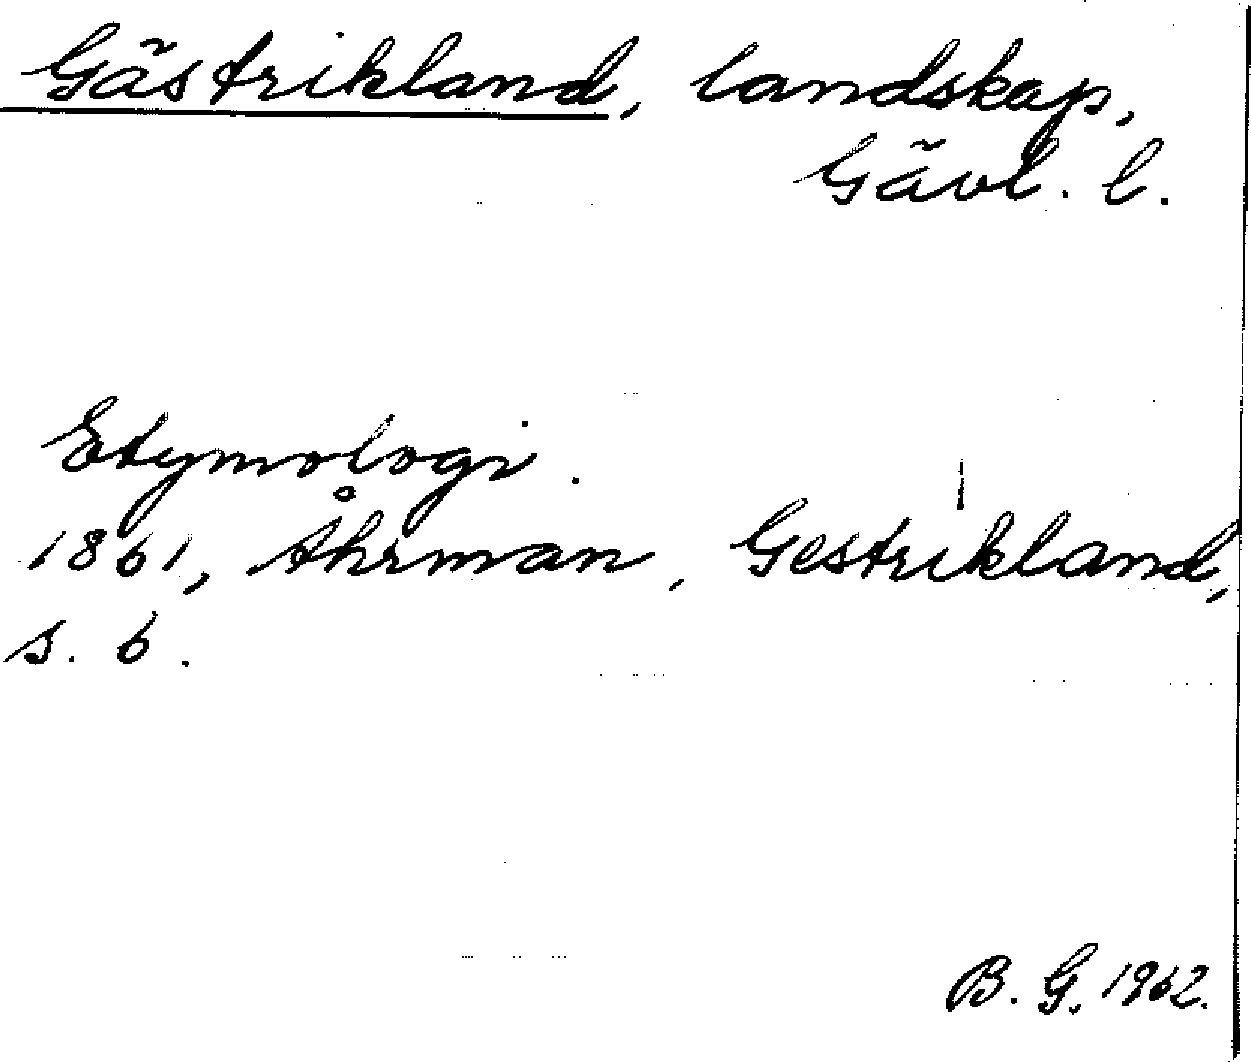 Gästrikland, landskap,
Gävl. l.
Etymologi.
1861, Åhrman, Gestrikland,
s. 6.
B. G. 1962.